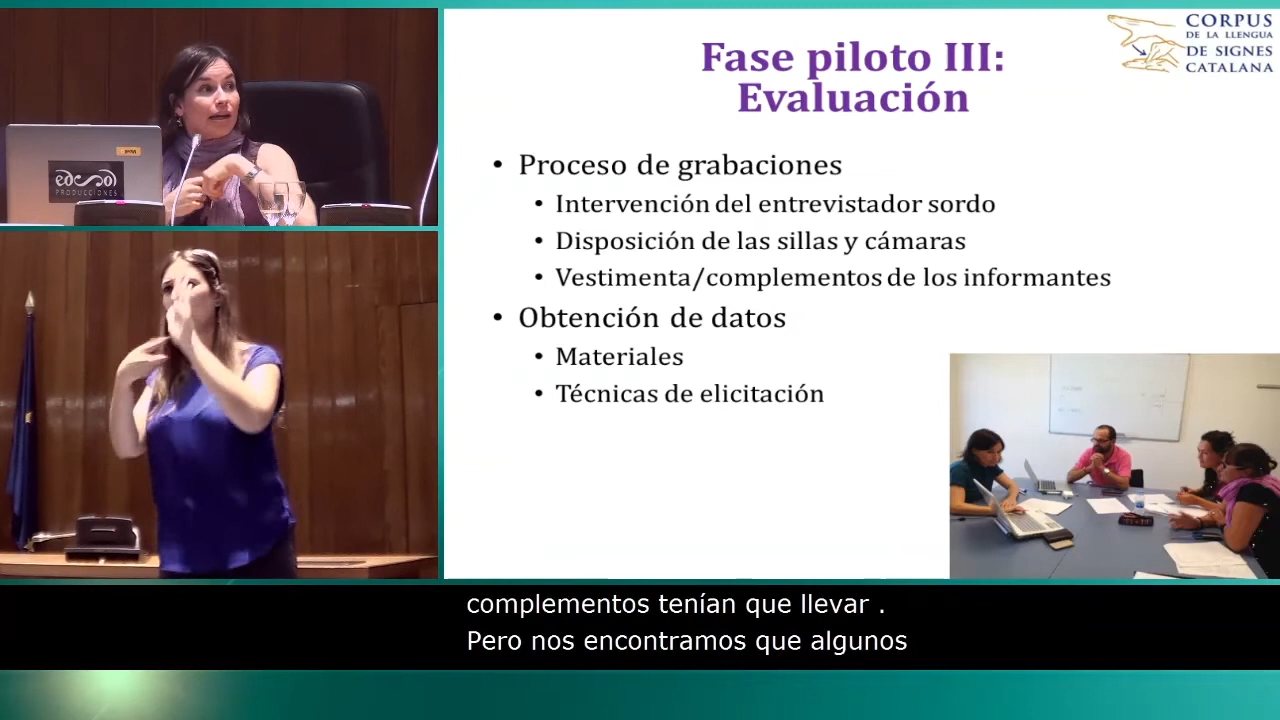 edsol
PRODUCCIONES
CORPUS
DE LA LLENGUA
DE SIGNES
CATALANA
Fase piloto III:
Evaluación
• Proceso de grabaciones
• Intervención del entrevistador sordo
• Disposición de las sillas y cámaras
• Vestimenta/complementos de los informantes
• Obtención de datos
• Materiales
• Técnicas de elicitación
complementos tenían que llevar .
Pero nos encontramos que algunos